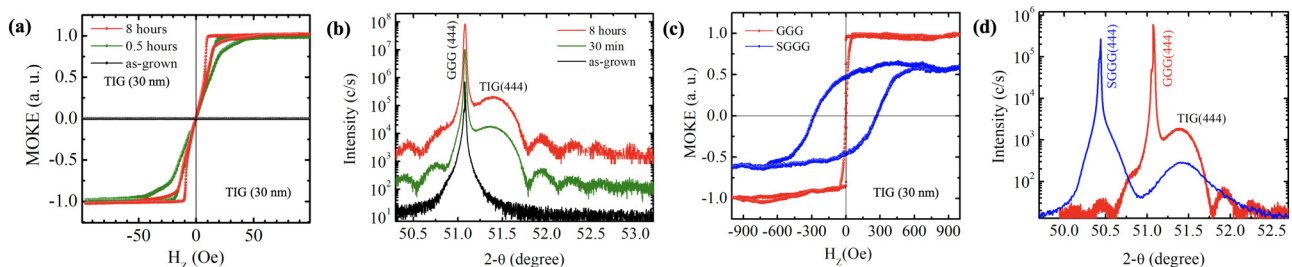 (a)
8 hours
0.5 hours
as-grown
TIG (30 nm)
MOKE (a. u.)
1.0
0.5
0.0
-0.5
-1.0
-50 0 50
H_Z (Oe)
(b)
GGG (444)
8 hours
30 min
as-grown
TIG(444)
Intensity (c/s)
10^8
10^7
10^6
10^5
10^4
10^3
10^2
10^1
50.5 51.0 51.5 52.0 52.5 53.0
2-θ (degree)
(c)
GGG
SGGG
MOKE (a. u.)
1.0
0.5
0.0
-0.5
-1.0
TIG (30 nm)
-900 -600 -300 0 300 600 900
H_Z(Oe)
(d)
SGGG(444)
GGG(444)
TIG(444)
Intensity (c/s)
10^6
10^5
10^4
10^3
10^2
50.0 50.5 51.0 51.5 52.0 52.5
2-θ (degree)